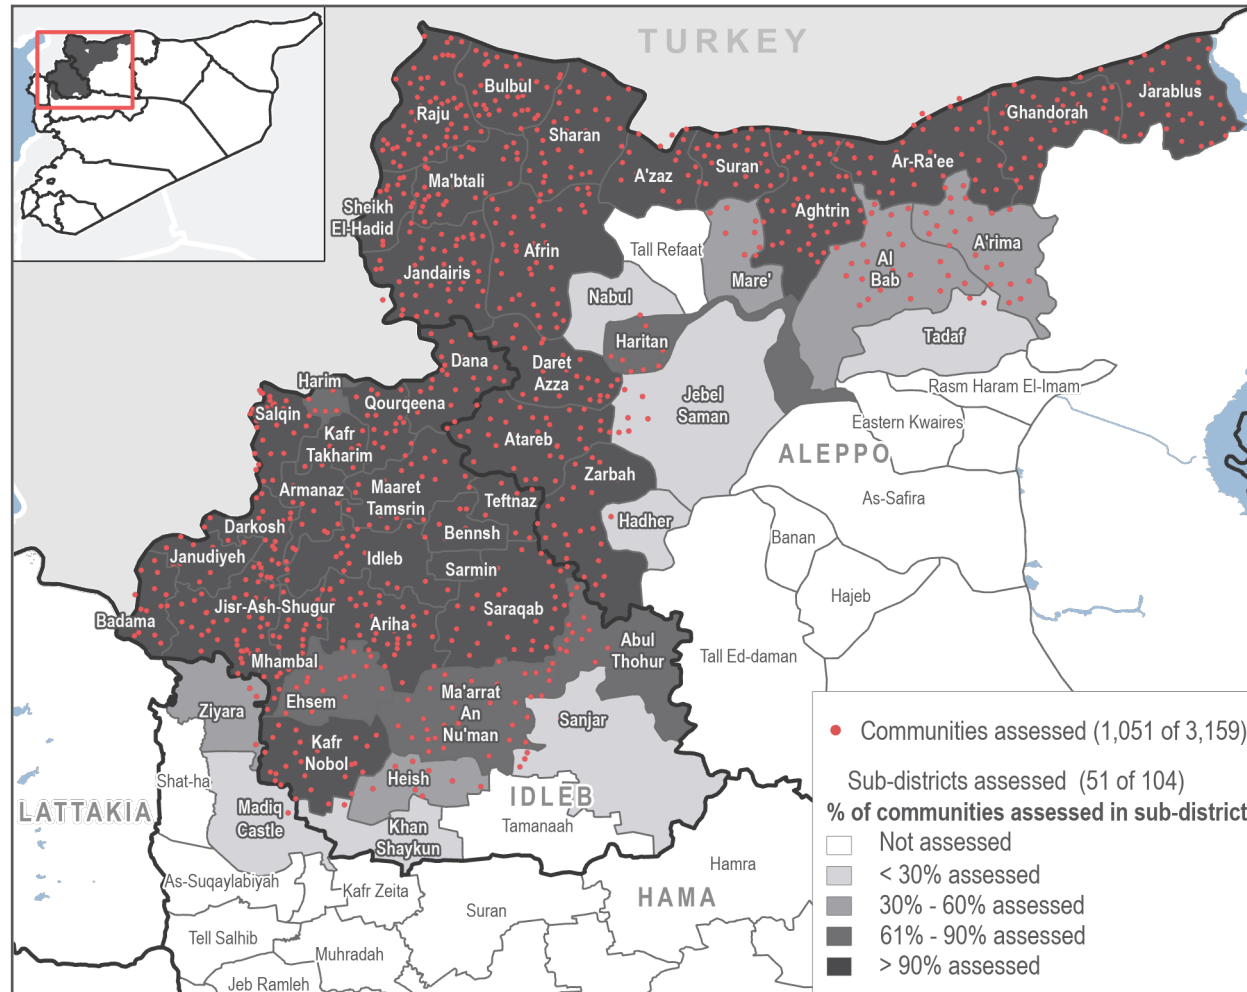 TURKEY
Bulbul
Raju
Sharan
Jarablus
Ghandorah
Ar-Ra'ee
Suran
A'zaz
Ma'btali
Aghtrin
Sheikh
El-Hadid
Afrin
Tall Refaat
A'rima
Al
Bab
Jandairis
Mare'
Nabul
Haritan
Tadaf
Dana
Daret
Azza
Harim
Rasm Haram El-Imam
Jebel
Saman
Qourqeena
Salqin
Eastern Kwaires
Kafr
Takharim
Atareb
ALEPPO
Zarbah
Armanaz
Maaret
Tamsrin
Teftnaz
As-Safira
Hadher
Darkosh
Bennsh
Banan
Janudiyeh
Idleb
Sarmin
Hajeb
Jisr-Ash-Shugur
Saraqab
Badama
Ariha
Abul
Thohur
Tall Ed-daman
Mhambal
Ehsem
Ma'arrat
An
Nu'man
Ziyara
Sanjar
Kafr
Nobol
Shat-ha
Heish
IDLEB
LATTAKIA
Madiq
Castle
Khan
Shaykun
Tamanaah
Hamra
As-Suqaylabiyah
Kafr Zeita
HAMA
Suran
Tell Salhib
Muhradah
Jeb Ramleh
Communities assessed (1,051 of 3,159)
Sub-districts assessed (51 of 104)
% of communities assessed in sub-district
Not assessed
< 30% assessed
30% - 60% assessed
61% - 90% assessed
> 90% assessed